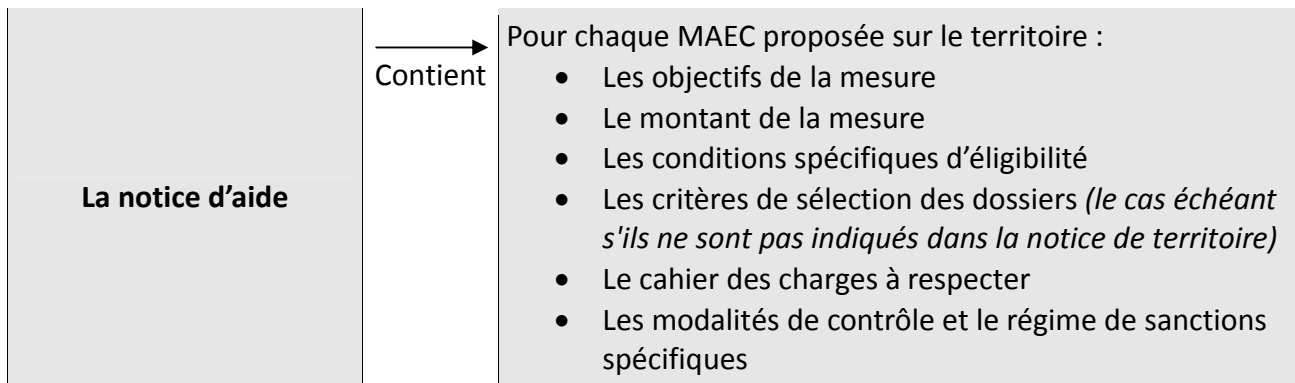 La notice d'aide
Contient
Pour chaque MAEC proposée sur le territoire :
• Les objectifs de la mesure
• Le montant de la mesure
• Les conditions spécifiques d’éligibilité
• Les critères de sélection des dossiers (le cas échéant
s'ils ne sont pas indiqués dans la notice de territoire)
• Le cahier des charges à respecter
• Les modalités de contrôle et le régime de sanctions
spécifiques